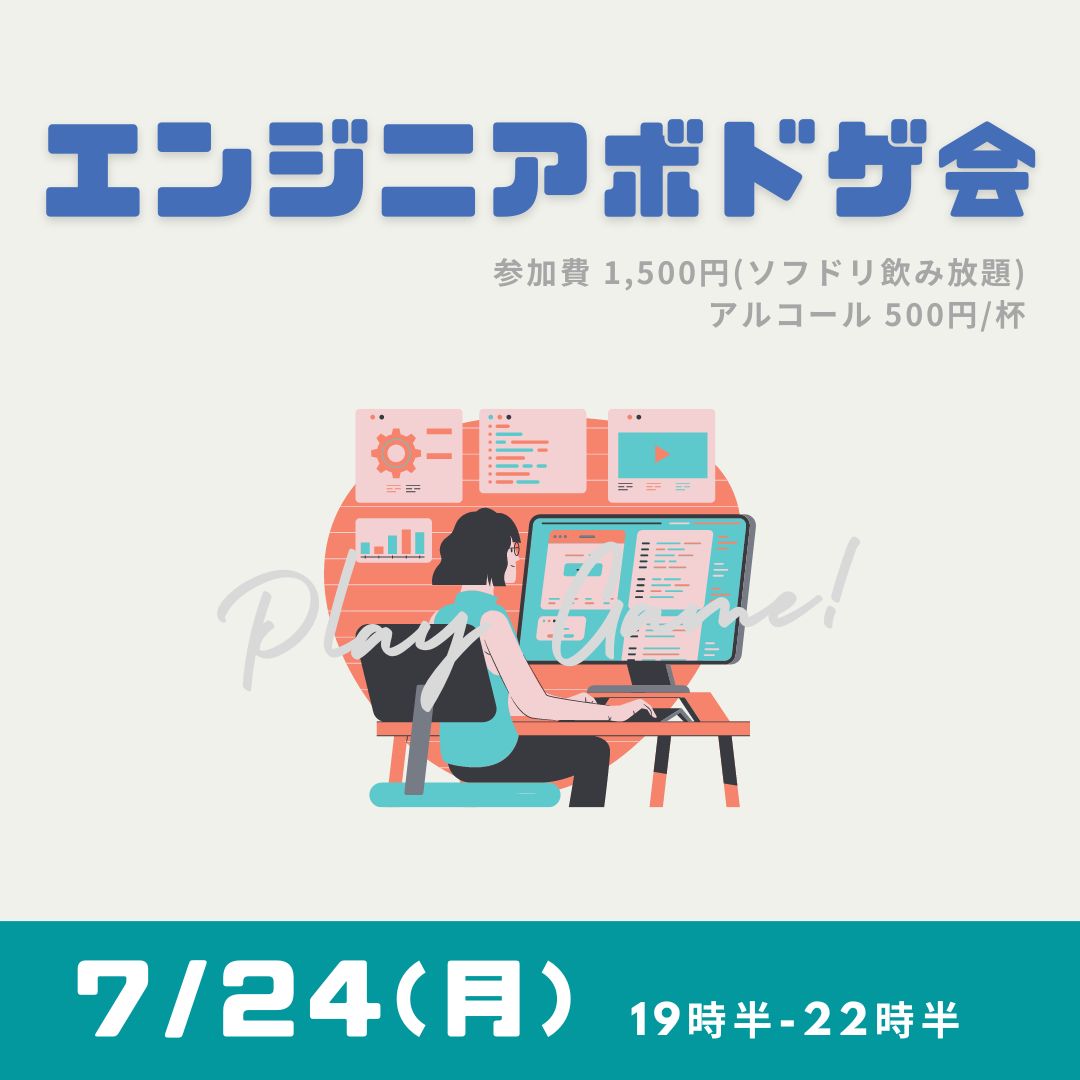 エンジニアボドゲ会
参加費 1,500円(ソフドリ飲み放題)
アルコール 500円/杯
Play Game!
7/24(月) 19時半-22時半